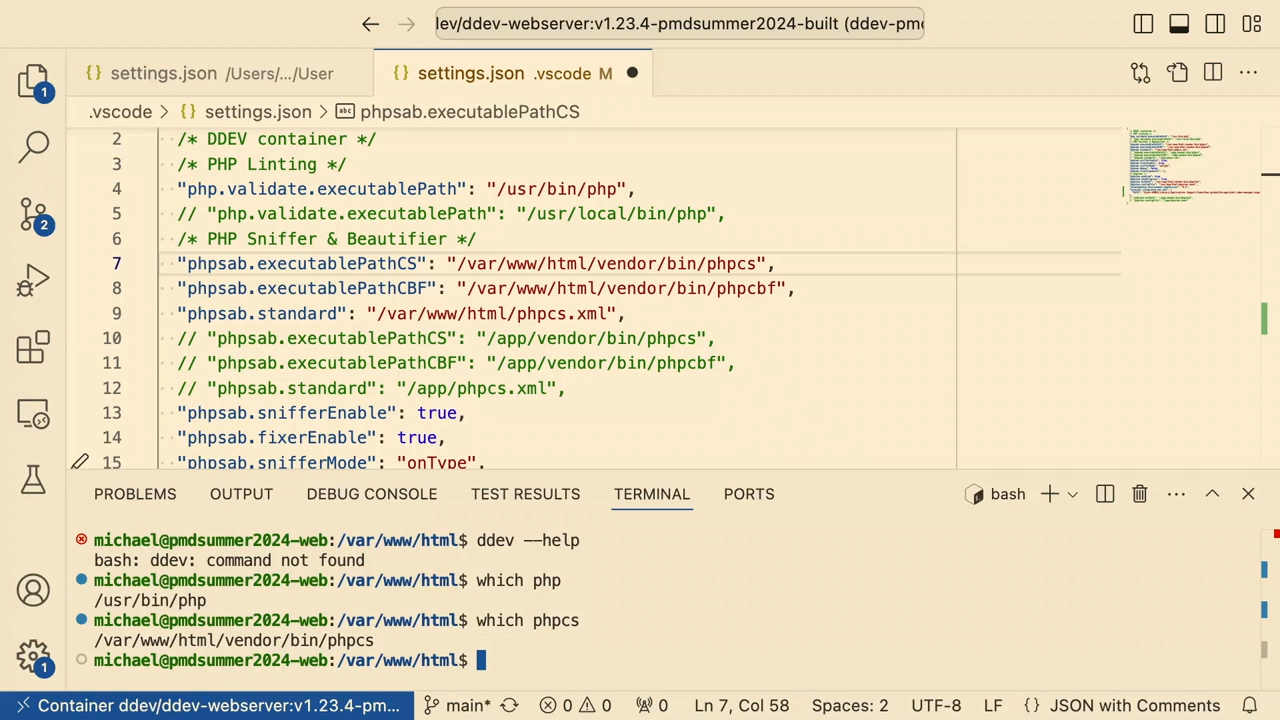 lev/ddev-webserver:v1.23.4-pmdsummer2024-built (ddev-pmd
{} settings.json /Users/.../User
{} settings.json .vscode M
.vscode > {} settings.json > abc phpsab.executablePathCS
2 /* DDEV container */
3 /* PHP Linting */
4 "php.validate.executablePath": "/usr/bin/php",
5 // "php.validate.executablePath": "/usr/local/bin/php",
6 /* PHP Sniffer & Beautifier */
7 "phpsab.executablePathCS": "/var/www/html/vendor/bin/phpcs",
8 "phpsab.executablePathCBF": "/var/www/html/vendor/bin/phpcbf",
9 "phpsab.standard": "/var/www/html/phpcs.xml",
10 // "phpsab.executablePathCS": "/app/vendor/bin/phpcs",
11 // "phpsab.executablePathCBF": "/app/vendor/bin/phpcbf",
12 // "phpsab.standard": "/app/phpcs.xml",
13 "phpsab.snifferEnable": true,
14 "phpsab.fixerEnable": true,
15 "phpsab.snifferMode": "onType",
1
2
1
PROBLEMS OUTPUT DEBUG CONSOLE TEST RESULTS TERMINAL PORTS bash
michael@pmdsummer2024-web:/var/www/html$ ddev --help
bash: ddev: command not found
michael@pmdsummer2024-web:/var/www/html$ which php
/usr/bin/php
michael@pmdsummer2024-web:/var/www/html$ which phpcs
/var/www/html/vendor/bin/phpcs
michael@pmdsummer2024-web:/var/www/html$
Container ddev/ddev-webserver:v1.23.4-pm... main* 0 0 0 Ln 7, Col 58 Spaces: 2 UTF-8 LF {} JSON with Comments